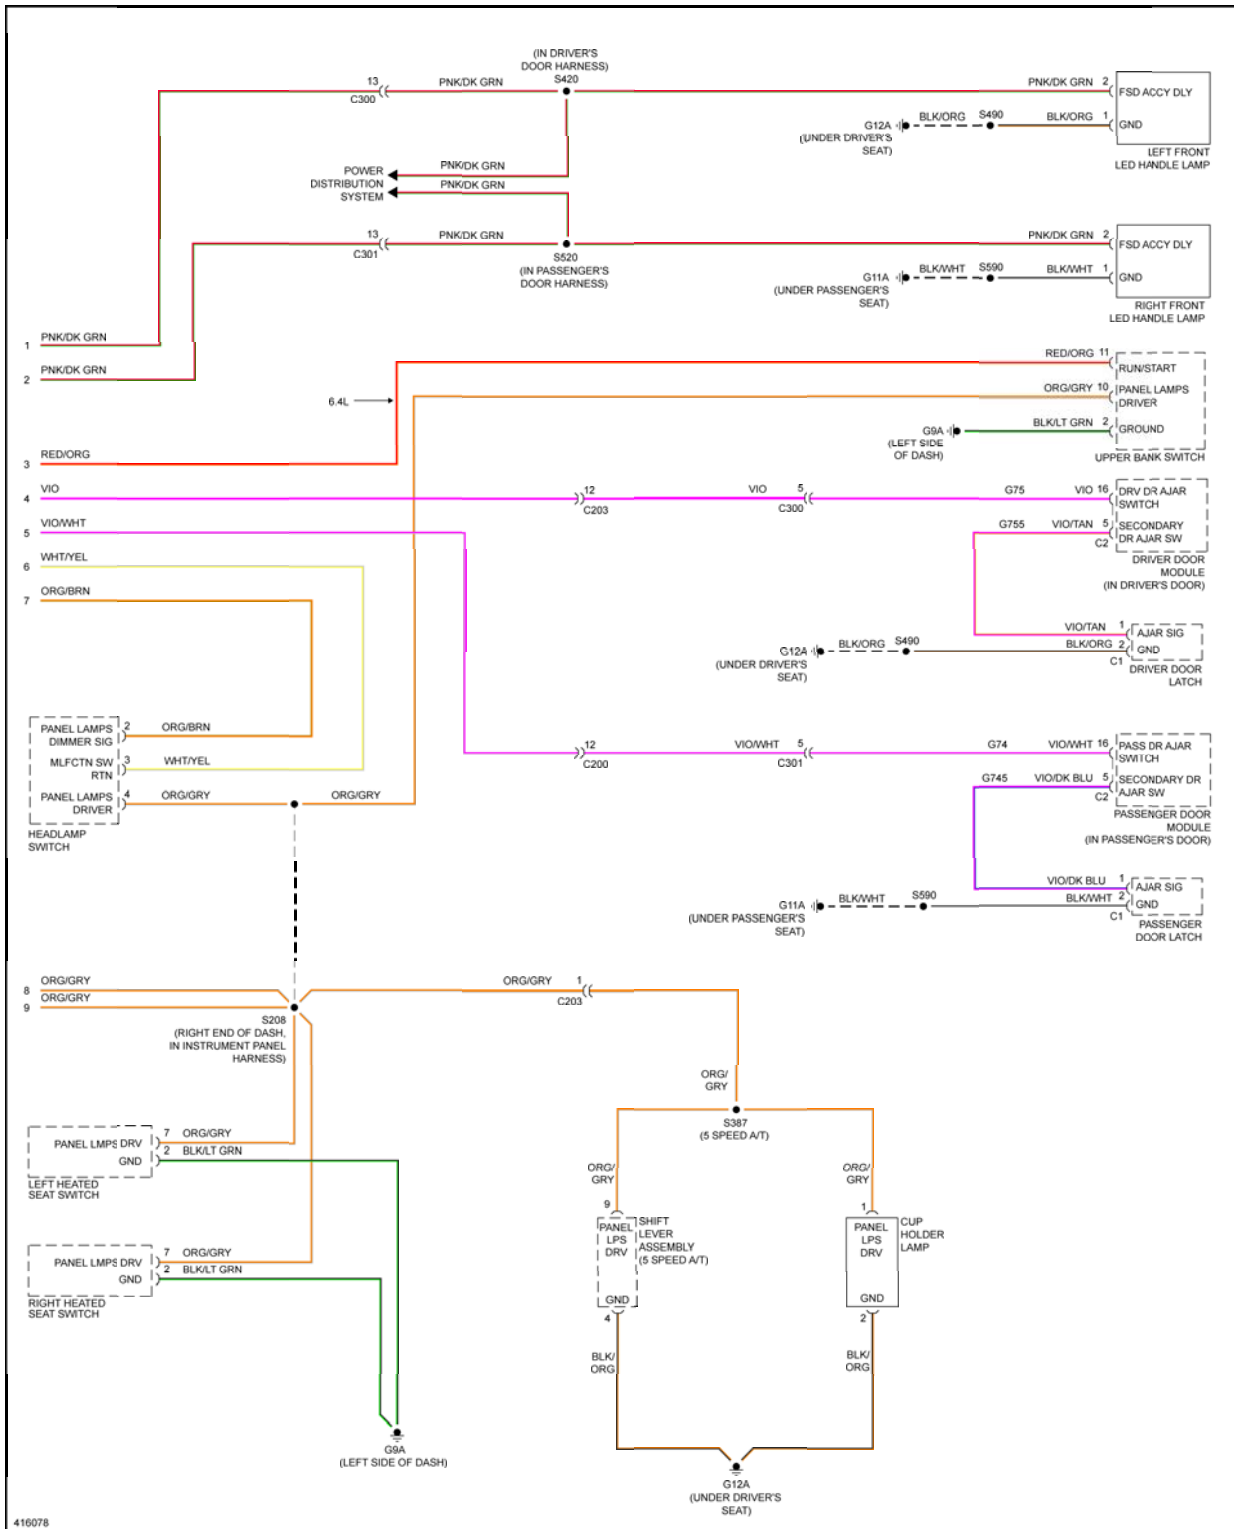 (IN DRIVER'S
DOOR HARNESS)
S420
13
C300
PNK/DK GRN
PNK/DK GRN 2
FSD ACCY DLY
G12A
(UNDER DRIVER'S
SEAT)
BLK/ORG
S490
BLK/ORG 1
GND
LEFT FRONT
LED HANDLE LAMP
POWER
DISTRIBUTION
SYSTEM
PNK/DK GRN
PNK/DK GRN
13
C301
PNK/DK GRN
S520
(IN PASSENGER'S
DOOR HARNESS)
PNK/DK GRN 2
FSD ACCY DLY
G11A
(UNDER PASSENGER'S
SEAT)
BLK/WHT
S590
BLK/WHT 1
GND
RIGHT FRONT
LED HANDLE LAMP
1 PNK/DK GRN
2 PNK/DK GRN
6.4L
RED/ORG 11
RUN/START
ORG/GRY 10
PANEL LAMPS
DRIVER
G9A
(LEFT SIDE
OF DASH)
BLK/LT GRN 2
GROUND
UPPER BANK SWITCH
3 RED/ORG
4 VIO
12
C203
VIO
5
C300
G75
VIO 16
DRV DR AJAR
SWITCH
5 VIO/WHT
G755
VIO/TAN 5
C2
SECONDARY
DR AJAR SW
DRIVER DOOR
MODULE
(IN DRIVER'S DOOR)
6 WHT/YEL
7 ORG/BRN
VIO/TAN 1
AJAR SIG
G12A
(UNDER DRIVER'S
SEAT)
BLK/ORG
S490
BLK/ORG 2
C1
GND
DRIVER DOOR
LATCH
PANEL LAMPS
DIMMER SIG
2 ORG/BRN
MLFCTN SW
RTN
3 WHT/YEL
PANEL LAMPS
DRIVER
4 ORG/GRY
ORG/GRY
HEADLAMP
SWITCH
12
C200
VIO/WHT
5
C301
G74
VIO/WHT 16
PASS DR AJAR
SWITCH
G745
VIO/DK BLU 5
C2
SECONDARY DR
AJAR SW
PASSENGER DOOR
MODULE
(IN PASSENGER'S DOOR)
VIO/DK BLU 1
AJAR SIG
G11A
(UNDER PASSENGER'S
SEAT)
BLK/WHT
S590
BLK/WHT 2
C1
GND
PASSENGER
DOOR LATCH
8 ORG/GRY
9 ORG/GRY
S208
(RIGHT END OF DASH,
IN INSTRUMENT PANEL
HARNESS)
ORG/GRY
1
C203
ORG/
GRY
S387
(5 SPEED A/T)
PANEL LMPS DRV
7 ORG/GRY
GND
2 BLK/LT GRN
LEFT HEATED
SEAT SWITCH
PANEL LMPS DRV
7 ORG/GRY
GND
2 BLK/LT GRN
RIGHT HEATED
SEAT SWITCH
ORG/
GRY
9
PANEL
LPS
DRV
GND
4
SHIFT
LEVER
ASSEMBLY
(5 SPEED A/T)
BLK/
ORG
ORG/
GRY
1
PANEL
LPS
DRV
GND
2
CUP
HOLDER
LAMP
BLK/
ORG
G9A
(LEFT SIDE OF DASH)
G12A
(UNDER DRIVER'S
SEAT)
416078